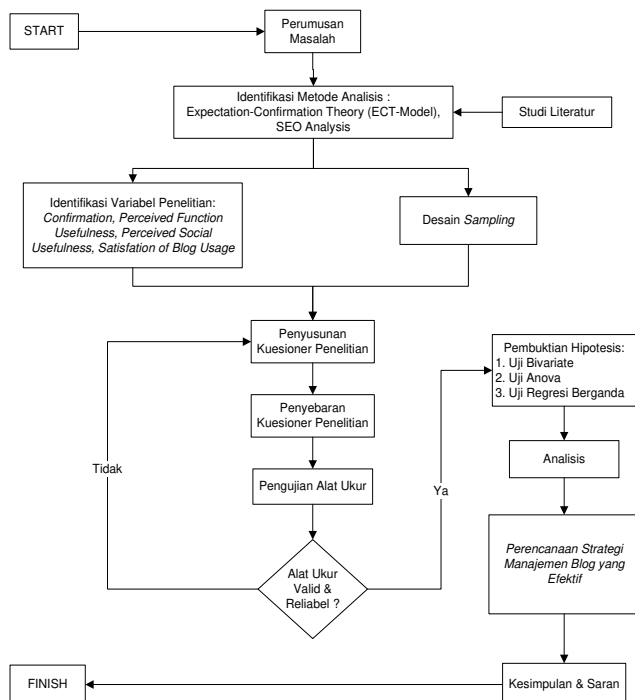 START
Perumusan
Masalah
Identifikasi Metode Analisis :
Expectation-Confirmation Theory (ECT-Model),
SEO Analysis
Studi Literatur
Identifikasi Variabel Penelitian:
Confirmation, Perceived Function
Usefulness, Perceived Social
Usefulness, Satisfation of Blog Usage
Desain Sampling
Penyusunan
Kuesioner Penelitian
Penyebaran
Kuesioner Penelitian
Pengujian Alat Ukur
Alat Ukur
Valid &
Reliabel ?
Tidak
Ya
Pembuktian Hipotesis:
1. Uji Bivariate
2. Uji Anova
3. Uji Regresi Berganda
Analisis
Perencanaan Strategi
Manajemen Blog yang
Efektif
Kesimpulan & Saran
FINISH